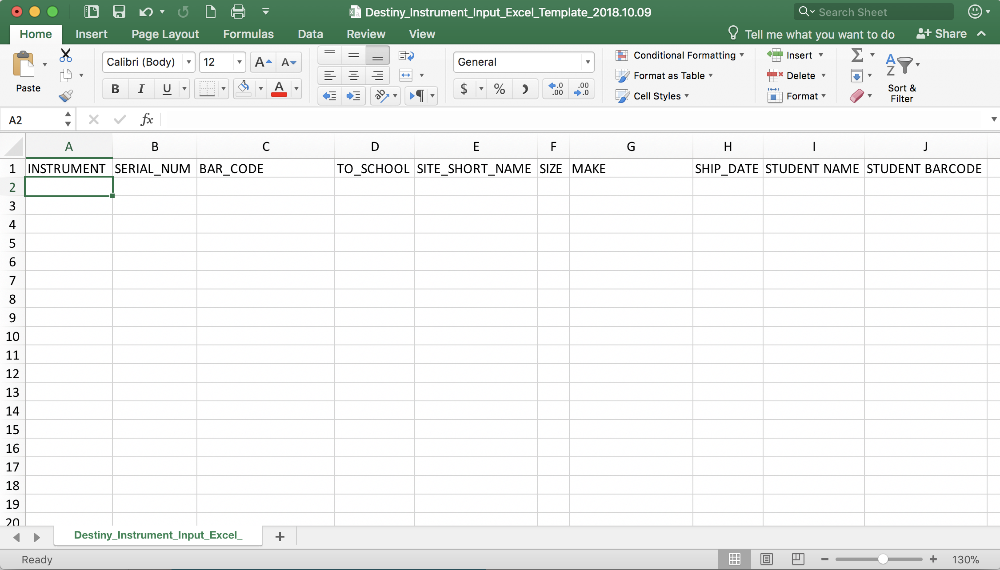 Destiny_Instrument_Input_Excel_Template_2018.10.09
Search Sheet
Home Insert Page Layout Formulas Data Review View
Tell me what you want to do
Share
Paste
Calibri (Body)
12
A A
B I U
A
ab
General
$ % ,
.0 .00
.00 .0
Conditional Formatting
Format as Table
Cell Styles
Insert
Delete
Format
Σ
A Z
Sort & Filter
A2
fx
A B C D E F G H I J
1 INSTRUMENT SERIAL_NUM BAR_CODE TO_SCHOOL SITE_SHORT_NAME SIZE MAKE SHIP_DATE STUDENT NAME STUDENT BARCODE
2
3
4
5
6
7
8
9
10
11
12
13
14
15
16
17
18
19
20
Destiny_Instrument_Input_Excel_
+
Ready
130%